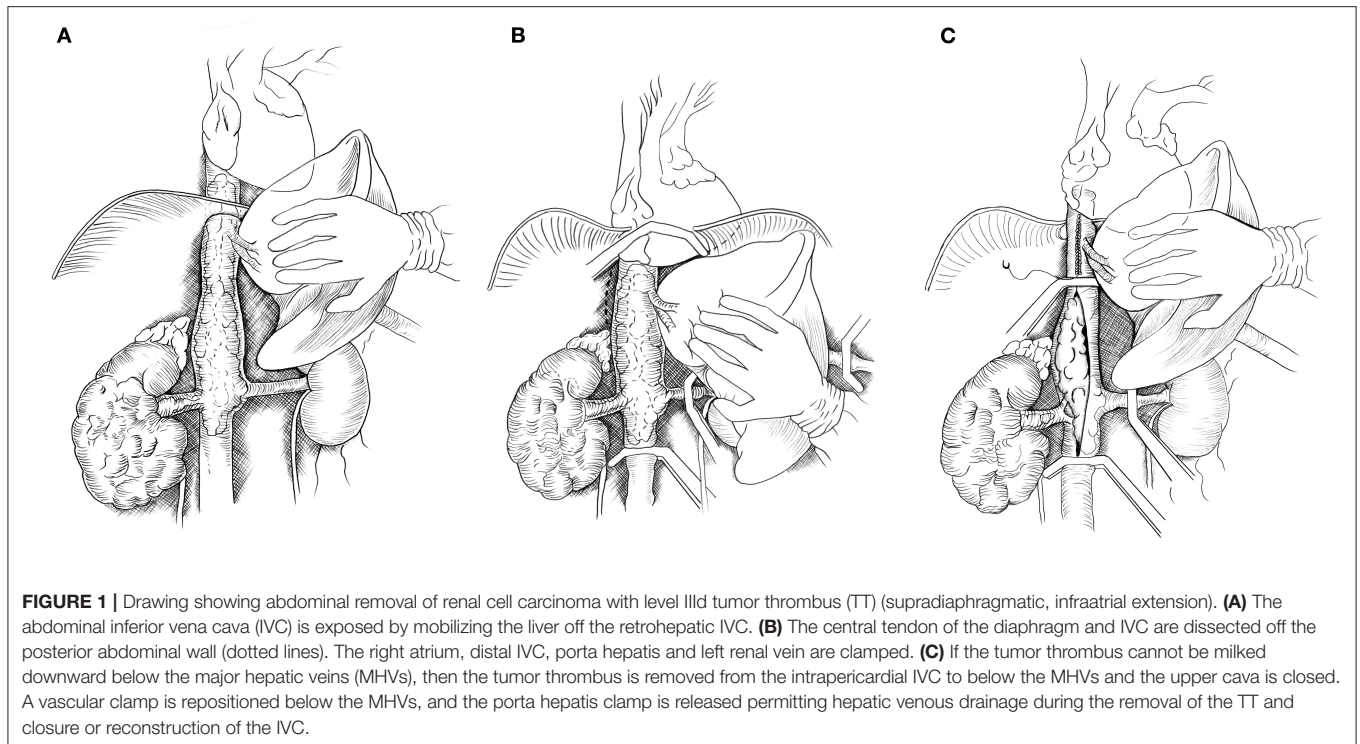 A
B
C
FIGURE 1 | Drawing showing abdominal removal of renal cell carcinoma with level IIId tumor thrombus (TT) (supradiaphragmatic, infraatrial extension). (A) The
abdominal inferior vena cava (IVC) is exposed by mobilizing the liver off the retrohepatic IVC. (B) The central tendon of the diaphragm and IVC are dissected off the
posterior abdominal wall (dotted lines). The right atrium, distal IVC, porta hepatis and left renal vein are clamped. (C) If the tumor thrombus cannot be milked
downward below the major hepatic veins (MHVs), then the tumor thrombus is removed from the intrapericardial IVC to below the MHVs and the upper cava is closed.
A vascular clamp is repositioned below the MHVs, and the porta hepatis clamp is released permitting hepatic venous drainage during the removal of the TT and
closure or reconstruction of the IVC.